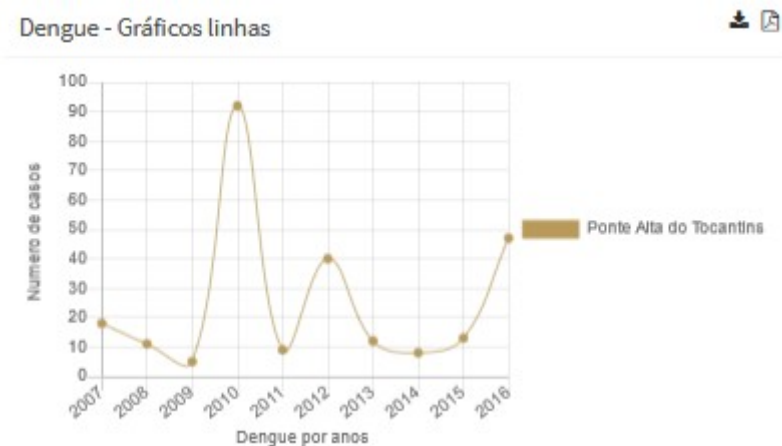 Dengue - Gráficos linhas
100
90
80
70
60
50
40
30
20
10
0
Numero de casos
2007 2008 2009 2010 2011 2012 2013 2014 2015 2016
Dengue por anos
Ponte Alta do Tocantins